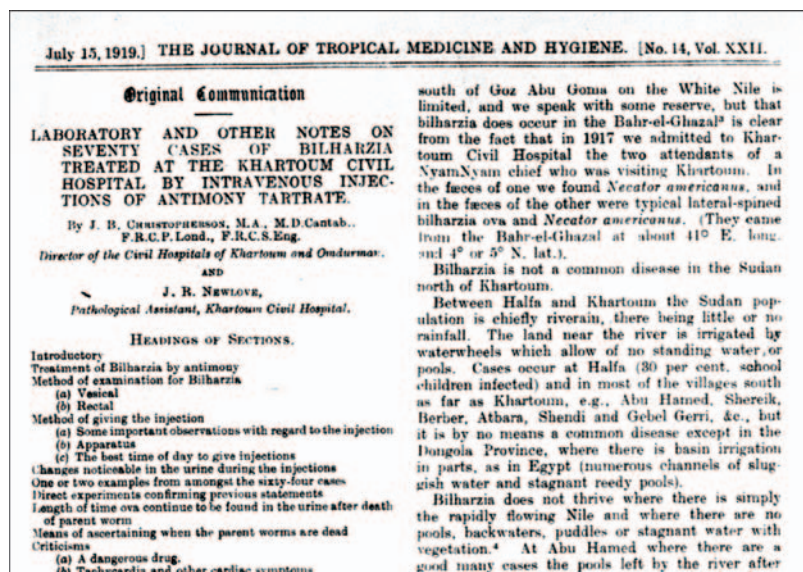 July 15, 1919.] THE JOURNAL OF TROPICAL MEDICINE AND HYGIENE. [No. 14, Vol. XXII.
Original Communication
LABORATORY AND OTHER NOTES ON
SEVENTY CASES OF BILHARZIA
TREATED AT THE KHARTOUM CIVIL
HOSPITAL BY INTRAVENOUS INJEC-
TIONS OF ANTIMONY TARTRATE.
By J. B. CHRISTOPHERSON, M.A., M.D.Cantab.,
F.R.C.P.Lond., F.R.C.S.Eng.
Director of the Civil Hospitals of Khartoum and Omdurman.
AND
J. R. NEWLOVE,
Pathological Assistant, Khartoum Civil Hospital.
HEADINGS OF SECTIONS.
Introductory
Treatment of Bilharzia by antimony
Method of examination for Bilharzia
(a) Vesical
(b) Rectal
Method of giving the injection
(a) Some important observations with regard to the injection
(b) Apparatus
(c) The best time of day to give injections
Changes noticeable in the urine during the injections
One or two examples from amongst the sixty-four cases
Direct experiments confirming previous statements
Length of time ova continue to be found in the urine after death
of parent worm
Means of ascertaining when the parent worms are dead
Criticisms
(a) A dangerous drug.
(b) Tachycardia and other cardiac symptoms
south of Goz Abu Goma on the White Nile is
limited, and we speak with some reserve, but that
bilharzia does occur in the Bahr-el-Ghazal³ is clear
from the fact that in 1917 we admitted to Khar-
toum Civil Hospital the two attendants of a
NyamNyam chief who was visiting Khartoum. In
the fæces of one we found Necator americanus, and
in the fæces of the other were typical lateral-spined
bilharzia ova and Necator americanus. (They came
from the Bahr-el-Ghazal at about 41° E. long.
and 4° or 5° N. lat.).
Bilharzia is not a common disease in the Sudan
north of Khartoum.
Between Halfa and Khartoum the Sudan pop-
ulation is chiefly riverain, there being little or no
rainfall. The land near the river is irrigated by
waterwheels which allow of no standing water or
pools. Cases occur at Halfa (30 per cent. school
children infected) and in most of the villages south
as far as Khartoum, e.g., Abu Hamed, Shereik,
Berber, Atbara, Shendi and Gebel Gerri, &c., but
it is by no means a common disease except in the
Dongola Province, where there is basin irrigation
in parts, as in Egypt (numerous channels of slug-
gish water and stagnant reedy pools).
Bilharzia does not thrive where there is simply
the rapidly flowing Nile and where there are no
pools, backwaters, puddles or stagnant water with
vegetation.⁴ At Abu Hamed where there are a
good many cases the pools left by the river after